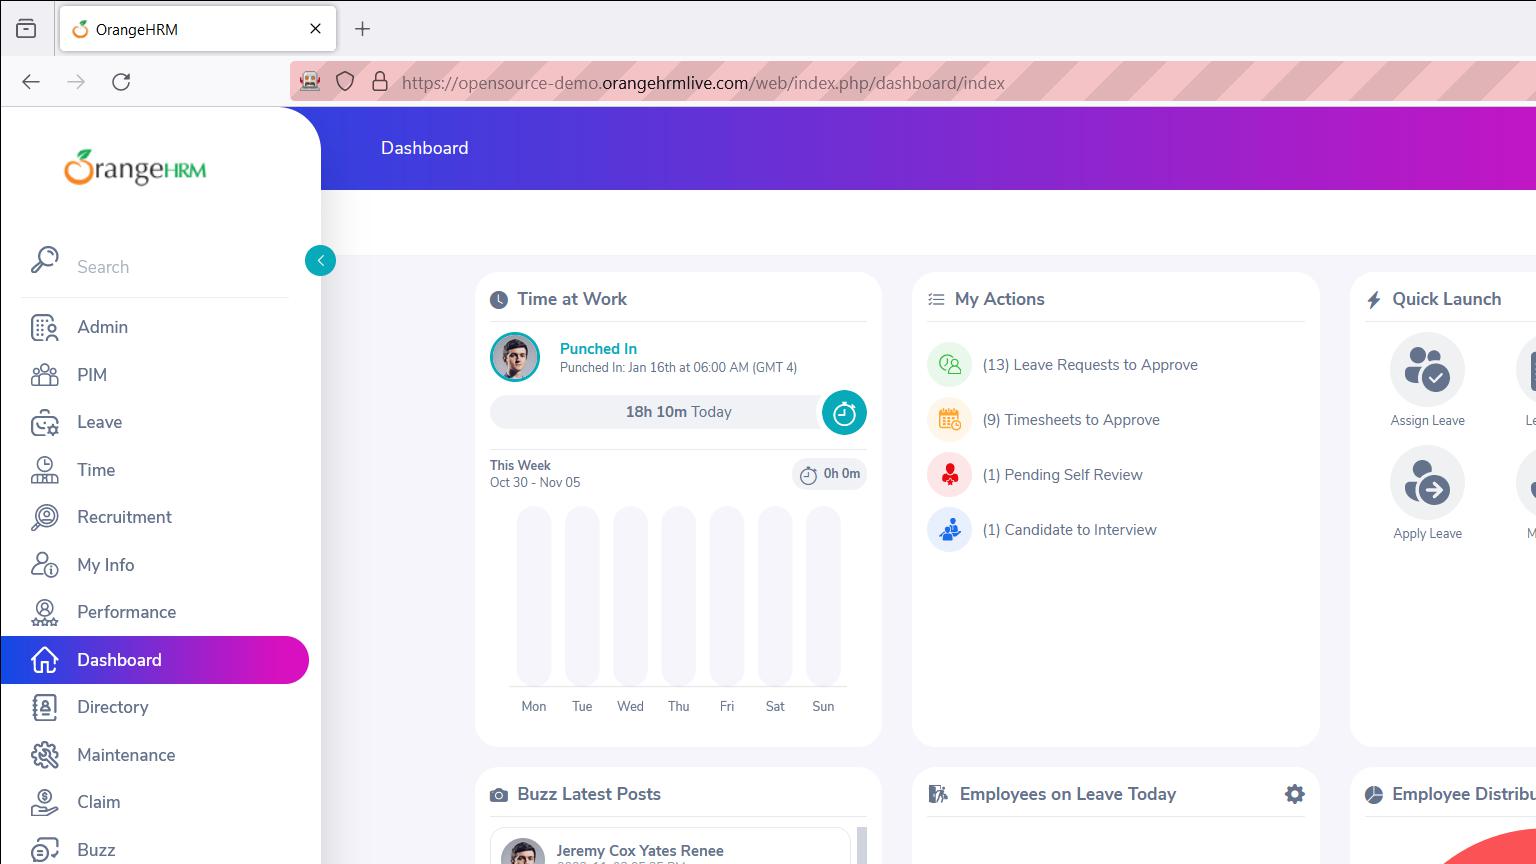 OrangeHRM
https://opensource-demo.orangehrmlive.com/web/index.php/dashboard/index
OrangeHRM
Dashboard
Search
Admin
PIM
Leave
Time
Recruitment
My Info
Performance
Dashboard
Directory
Maintenance
Claim
Buzz
Time at Work
Punched In
Punched In: Jan 16th at 06:00 AM (GMT 4)
18h 10m Today
This Week
Oct 30 - Nov 05
0h 0m
Mon Tue Wed Thu Fri Sat Sun
My Actions
(13) Leave Requests to Approve
(9) Timesheets to Approve
(1) Pending Self Review
(1) Candidate to Interview
Quick Launch
Assign Leave
Apply Leave
Buzz Latest Posts
Jeremy Cox Yates Renee
Employees on Leave Today
Employee